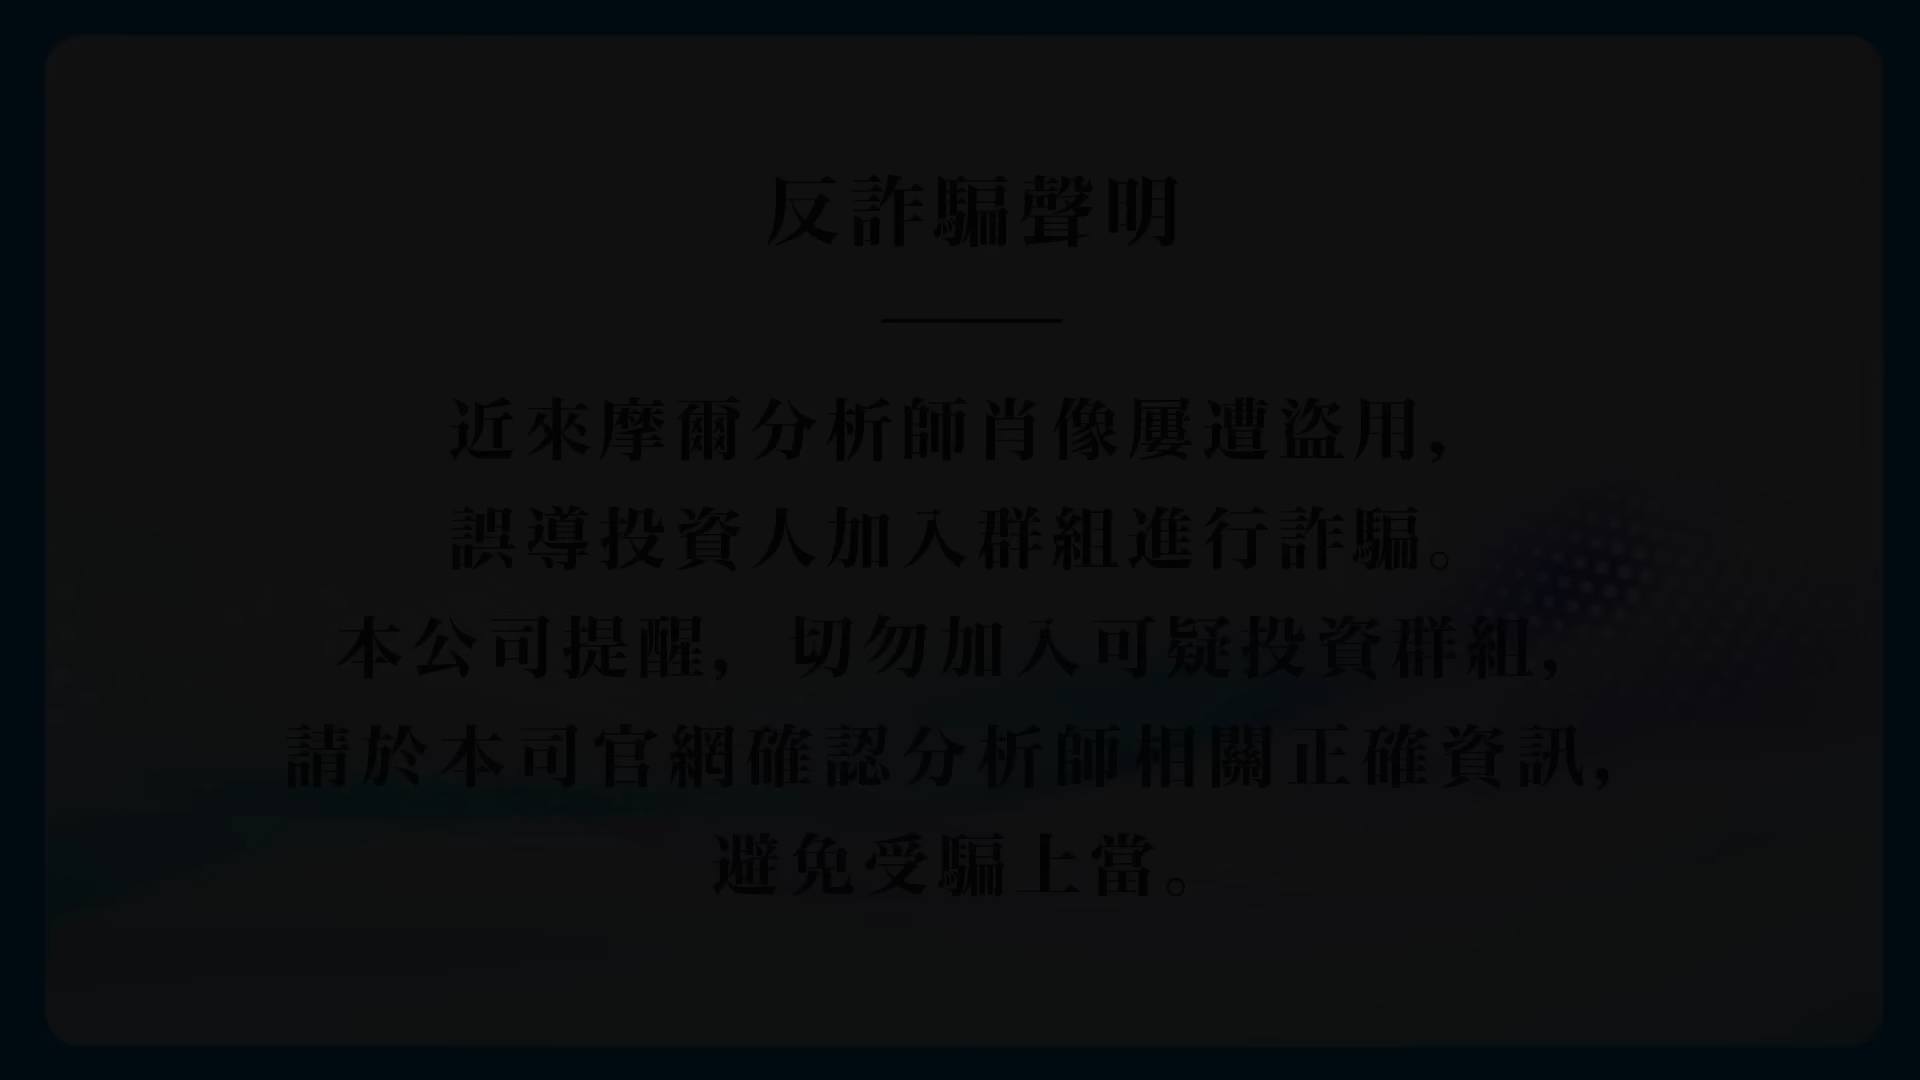 反詐騙聲明
近來摩爾分析師肖像屢遭盜用，
誤導投資人加入群組進行詐騙。
本公司提醒，切勿加入可疑投資群組，
請於本司官網確認分析師相關正確資訊，
避免受騙上當。